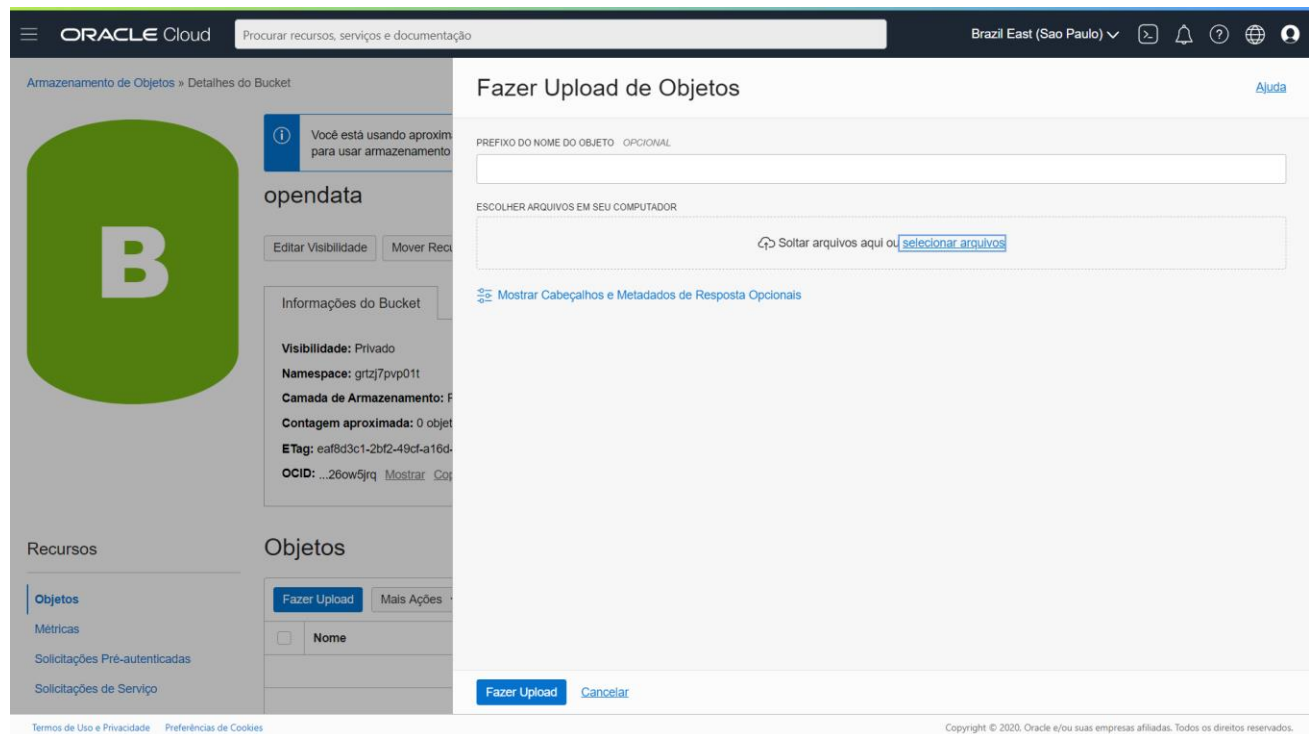 ORACLE Cloud
Procurar recursos, serviços e documentação
Brazil East (Sao Paulo)
Armazenamento de Objetos » Detalhes do Bucket
B
Você está usando
para usar armazenamento
opendata
Editar Visibilidade
Mover
Informações do Bucket
Visibilidade: Privado
Namespace: grtzj7pvp01t
Camada de Armazenamento:
Contagem aproximada: 0
ETag: eaf8d3c1-2bf2-49cf-a16d-
OCID: ...26ow5jrq Mostrar
Recursos
Objetos
Métricas
Solicitações Pré-autenticadas
Solicitações de Serviço
Objetos
Fazer Upload
Mais Ações
Nome
Fazer Upload de Objetos
Ajuda
PREFIXO DO NOME DO OBJETO OPCIONAL
ESCOLHER ARQUIVOS EM SEU COMPUTADOR
Soltar arquivos aqui ou selecionar arquivos
Mostrar Cabeçalhos e Metadados de Resposta Opcionais
Fazer Upload
Cancelar
Termos de Uso e Privacidade
Preferências de Cookies
Copyright © 2020, Oracle e/ou suas empresas afiliadas. Todos os direitos reservados.